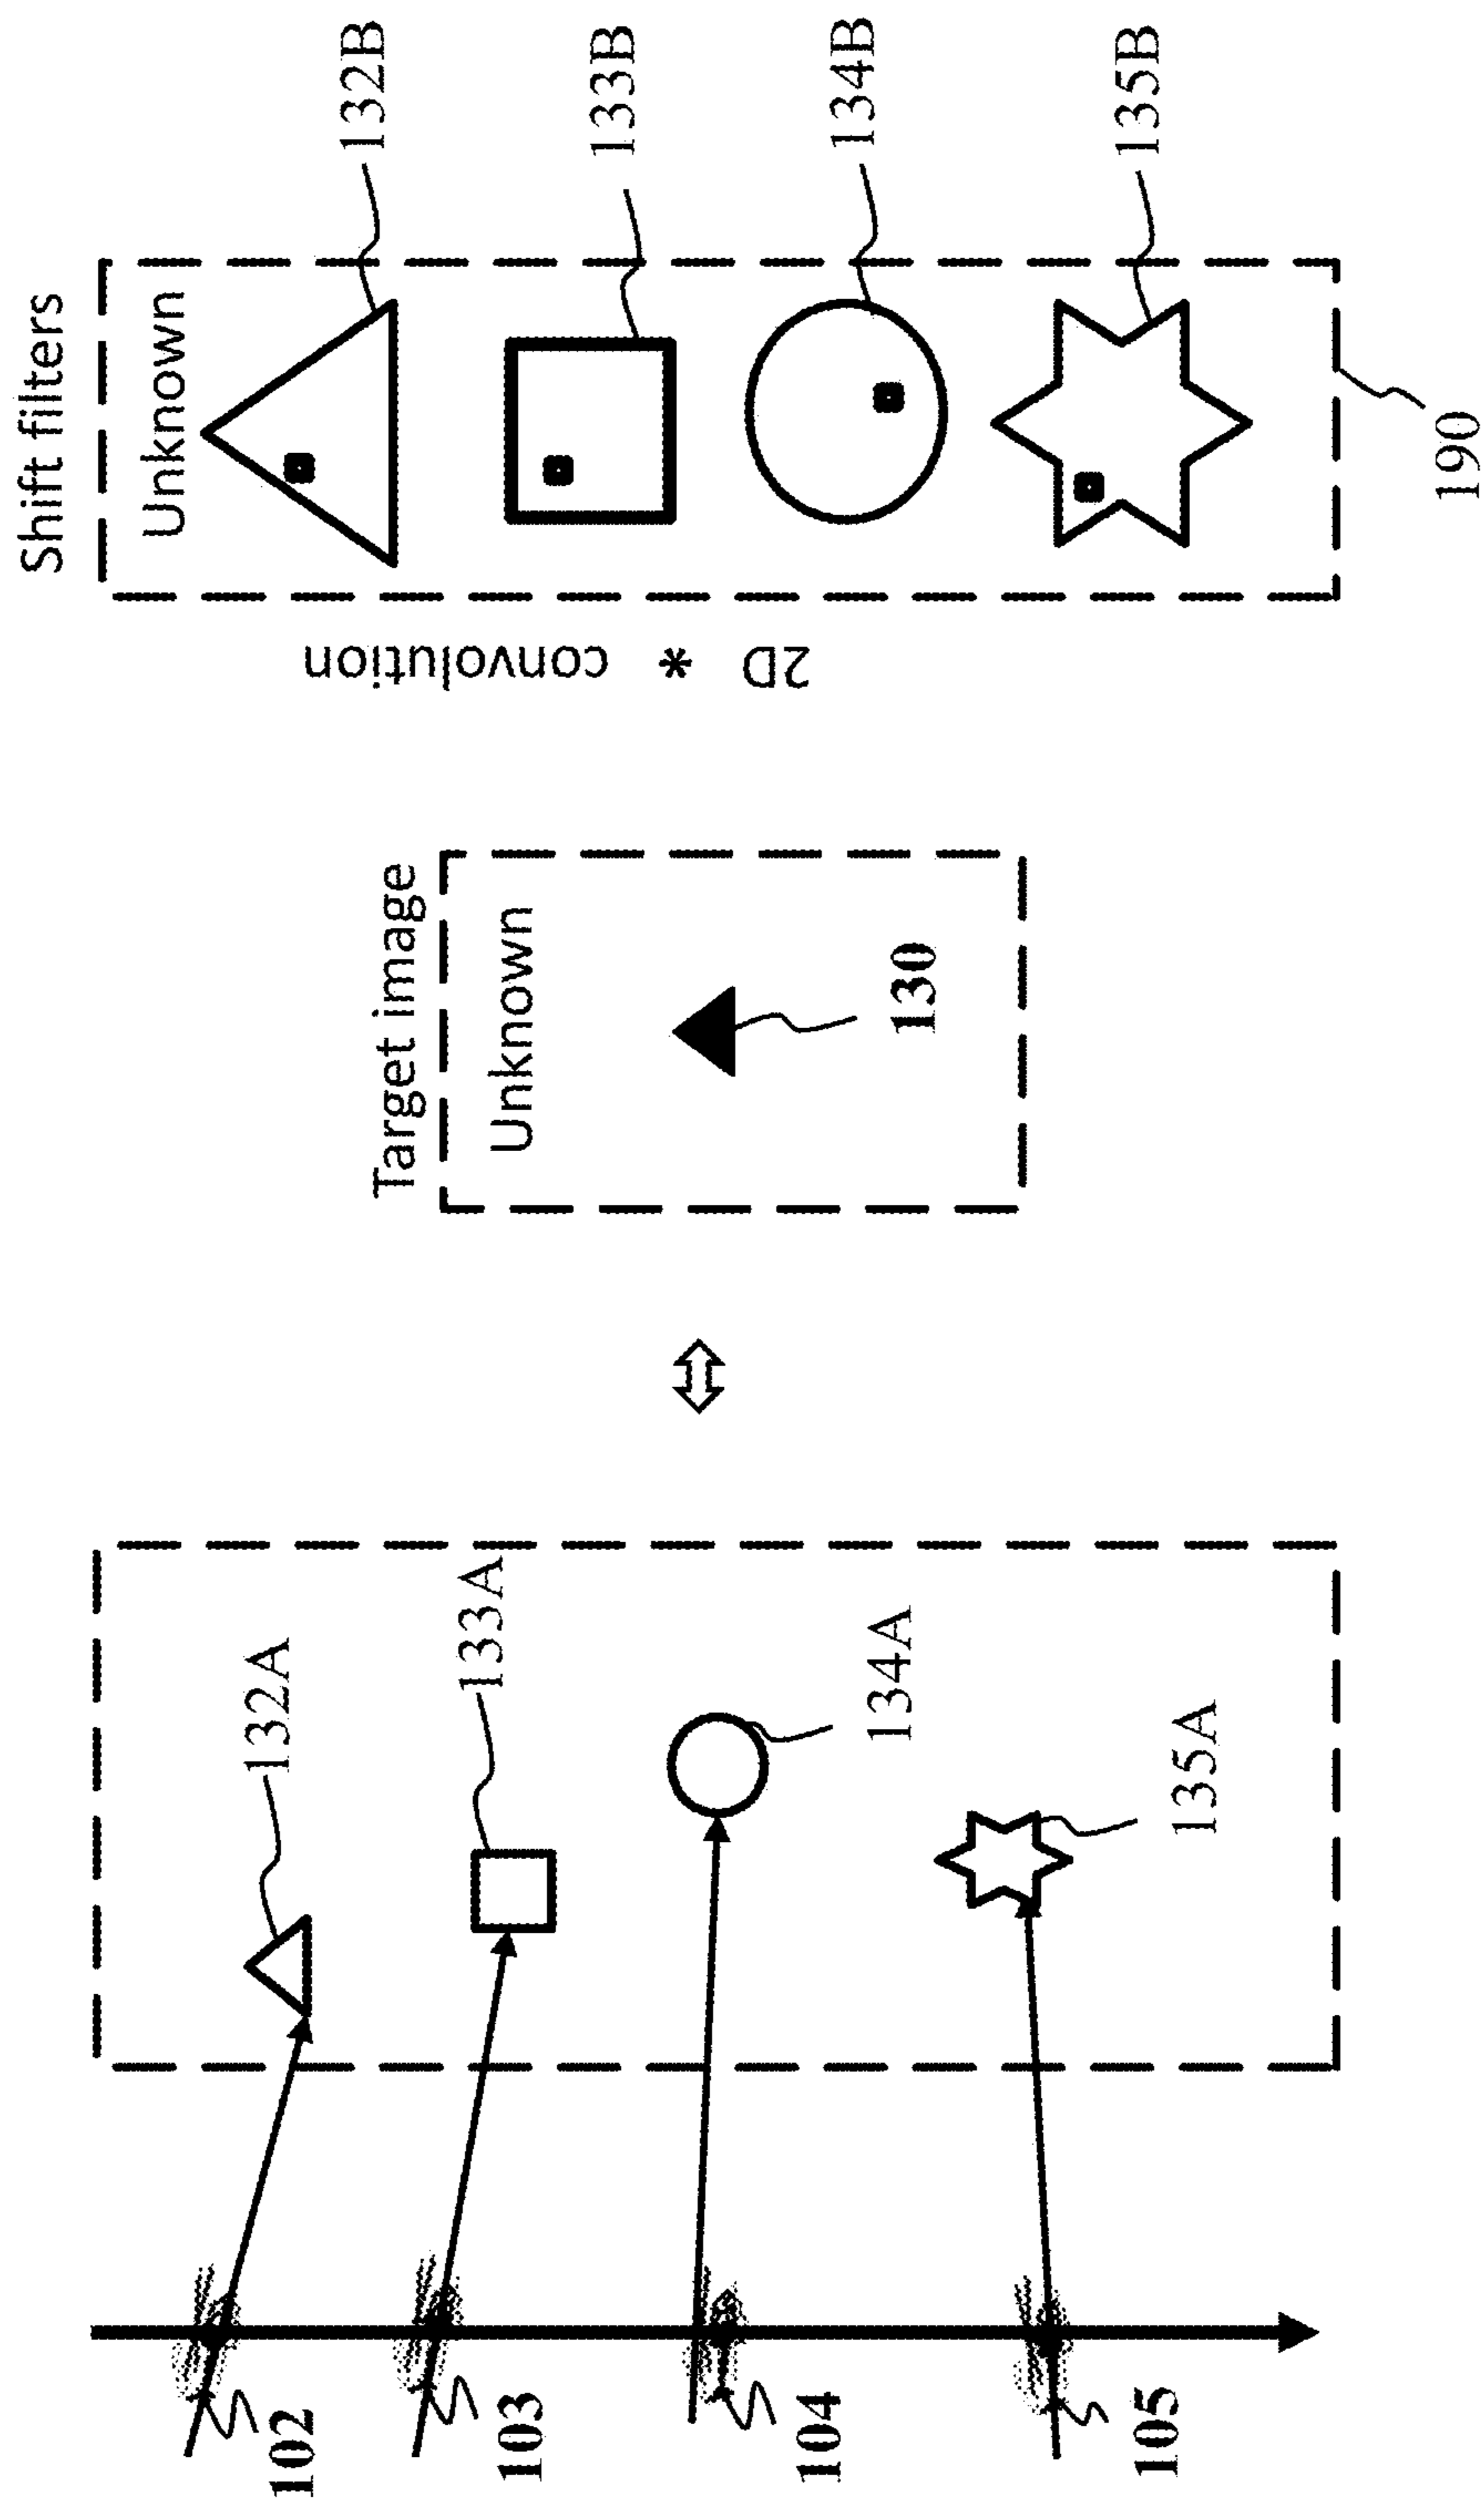 Shift filters
Unknown
132B
133B
134B
135B
190
2D * convolution
Target image
Unknown
130
132A
133A
134A
135A
102
103
104
105